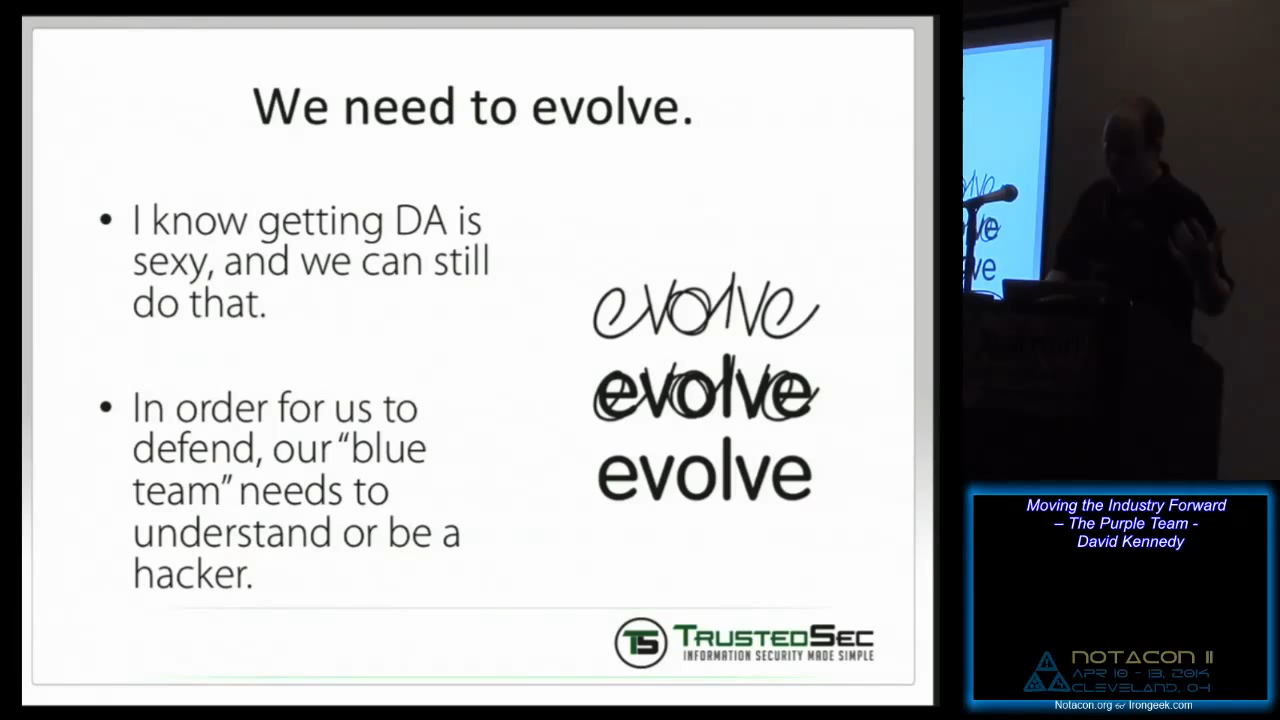 We need to evolve.
• I know getting DA is
sexy, and we can still
do that.
• In order for us to
defend, our “blue
team” needs to
understand or be a
hacker.
evolve
evolve
evolve
TS TRUSTEDSEC
INFORMATION SECURITY MADE SIMPLE
Moving the Industry Forward
– The Purple Team -
David Kennedy
NOTACON 11
APR 10 - 13, 2014
CLEVELAND, OH
Notacon.org or Irongeek.com